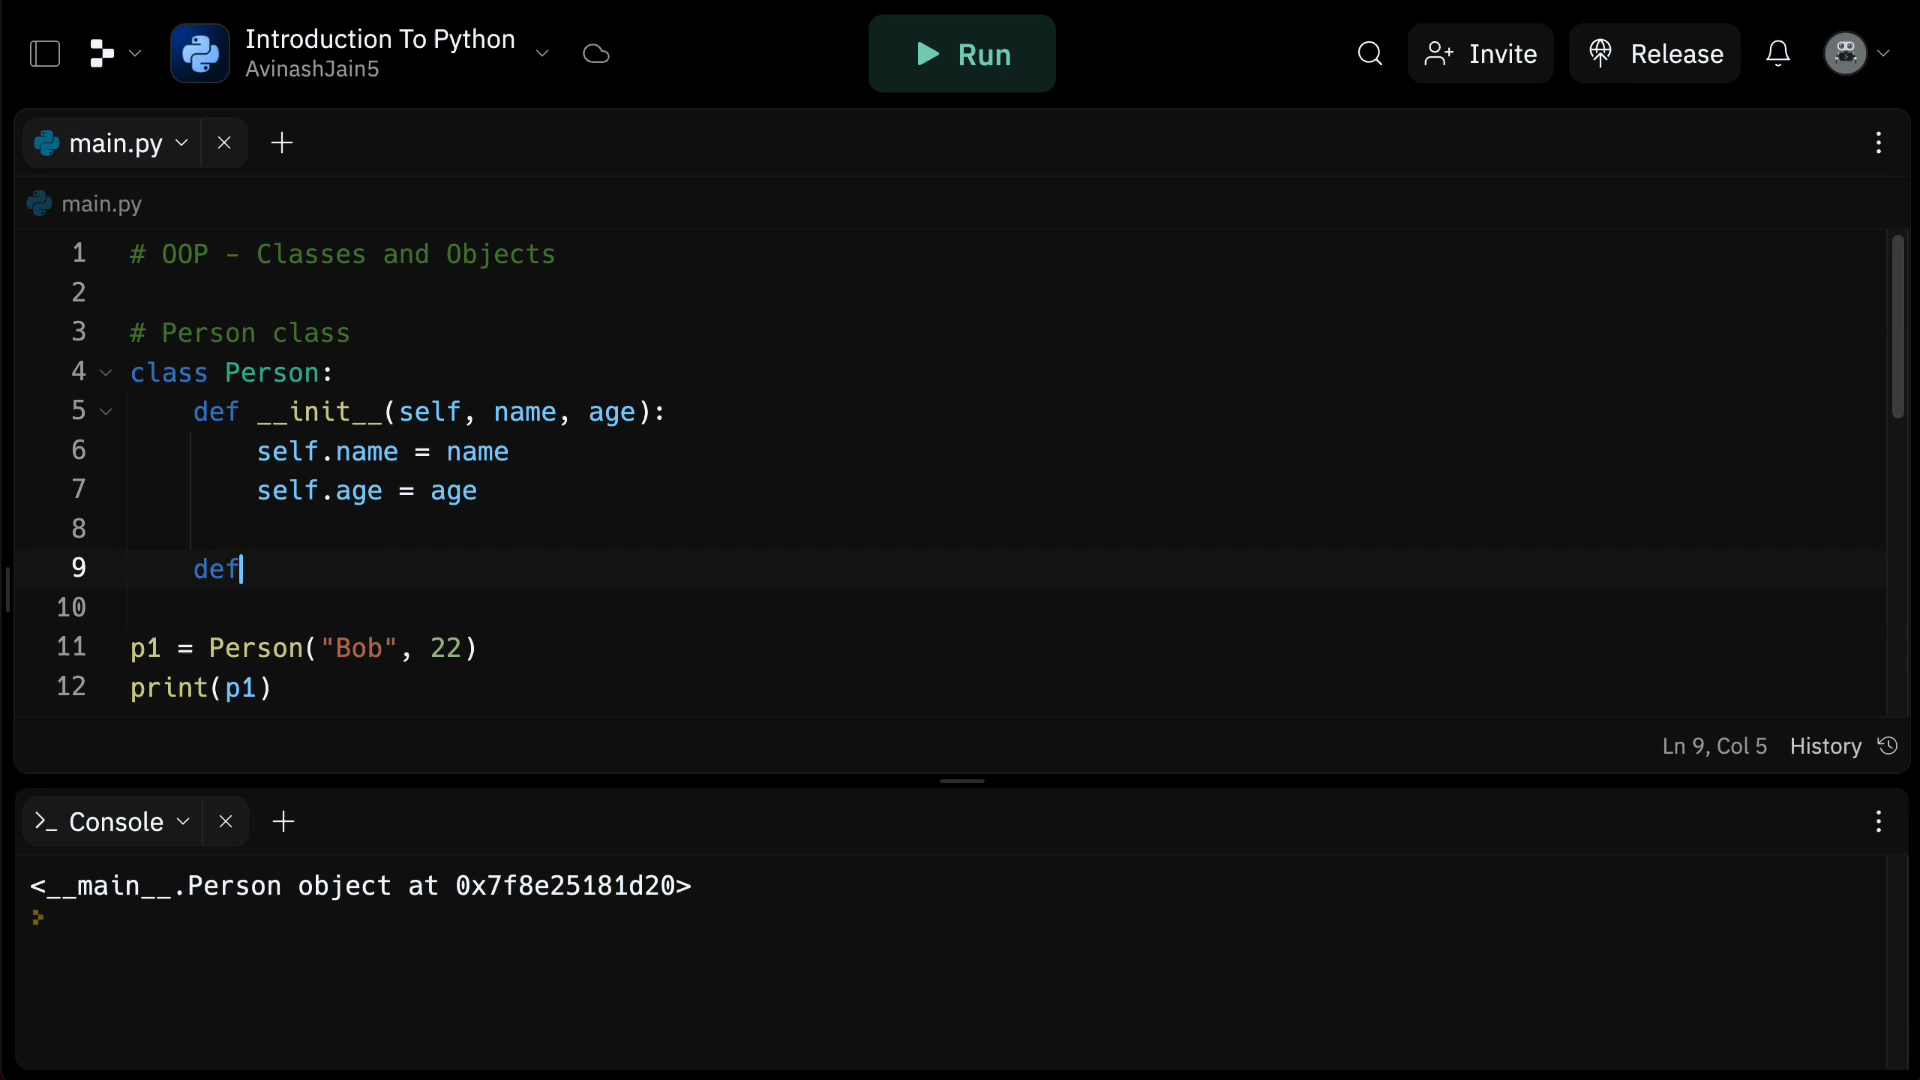 Introduction To Python
AvinashJain5
Run
Invite
Release
main.py
main.py
1 # OOP - Classes and Objects
2
3 # Person class
4 class Person:
5     def __init__(self, name, age):
6         self.name = name
7         self.age = age
8
9     def
10
11 p1 = Person("Bob", 22)
12 print(p1)
Ln 9, Col 5 History
>_ Console
<__main__.Person object at 0x7f8e25181d20>